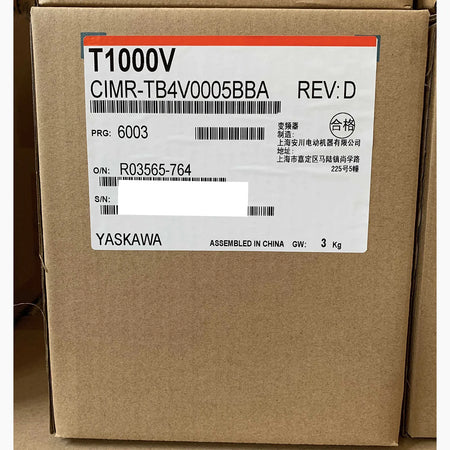 T1000V
CIMR-TB4V0005BBA REV: D
PRG: 6003
变频器
制造:
合格
上海安川电动机器有限公司
地址:
上海市嘉定区马陆镇尚学路
225号5幢
O/N: R03565-764
S/N:
YASKAWA ASSEMBLED IN CHINA GW: 3 Kg